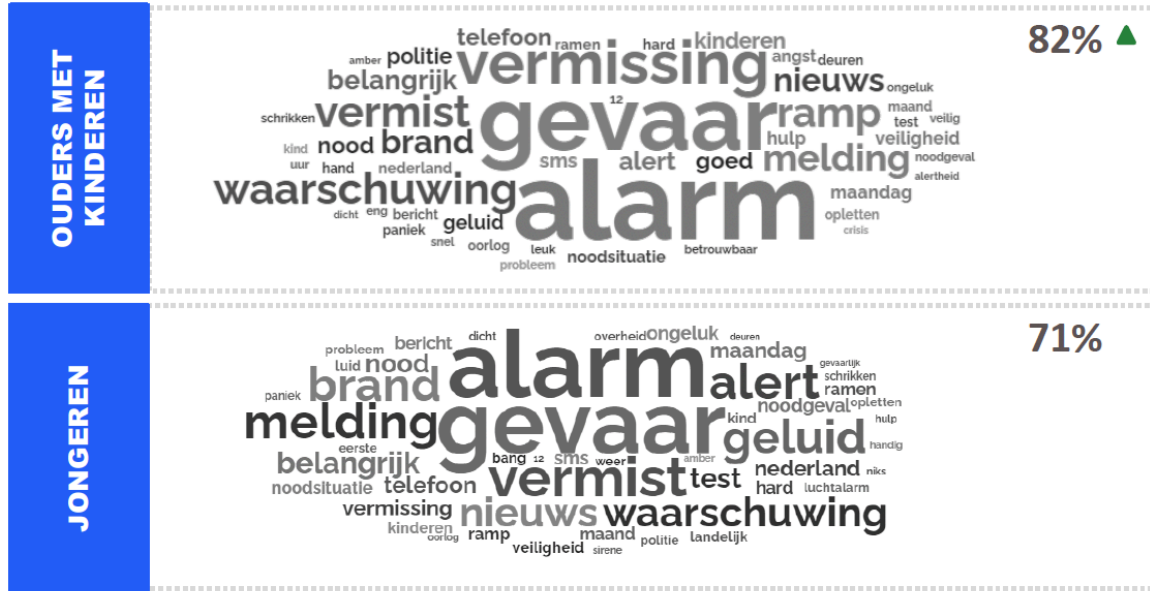 OUDERS MET
KINDEREN
82%
telefoon ramen hard kinderen
amber politie vermissing angst deuren
belangrijk nieuws ongeluk
schrikken vermist gevaar 12 ramp maand
test veilig
kind nood brand hulp veiligheid
uur hand nederland sms alert goed melding noodgeval
alertheid
waarschuwing alarm maandag
dicht eng bericht geluid opletten
paniek crisis
snel oorlog leuk noodsituatie betrouwbaar
probleem
JONGEREN
71%
dicht overheid ongeluk deuren
probleem bericht alarm maandag
luid nood gevaarlijk
paniek brand alert schrikken
ramen
melding gevaar kind noodgeval opletten
hulp
eerste geluid handig
belangrijk bang 12 sms weer amber
noodsituatie telefoon vermist test nederland niks
hard luchtalarm
vermissing nieuws waarschuwing
kinderen oorlog ramp maand politie landelijk
veiligheid sirene